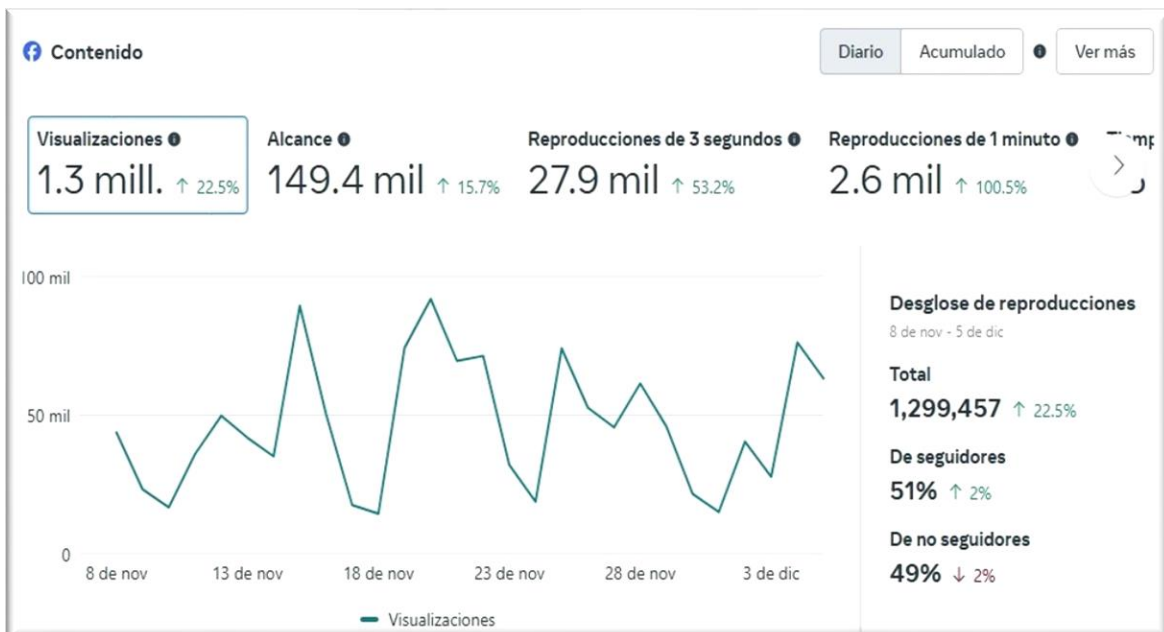 Contenido
Diario
Acumulado
Ver más
Visualizaciones
Alcance
Reproducciones de 3 segundos
Reproducciones de 1 minuto
1.3 mill. ↑ 22.5%
149.4 mil ↑ 15.7%
27.9 mil ↑ 53.2%
2.6 mil ↑ 100.5%
100 mil
50 mil
0
8 de nov
13 de nov
18 de nov
23 de nov
28 de nov
3 de dic
Visualizaciones
Desglose de reproducciones
8 de nov - 5 de dic
Total
1,299,457 ↑ 22.5%
De seguidores
51% ↑ 2%
De no seguidores
49% ↓ 2%